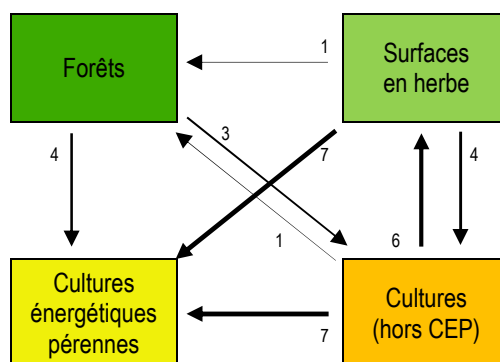 Forêts
1
Surfaces
en herbe
4
3
7
4
1
6
Cultures
énergétiques
pérennes
7
Cultures
(hors CEP)